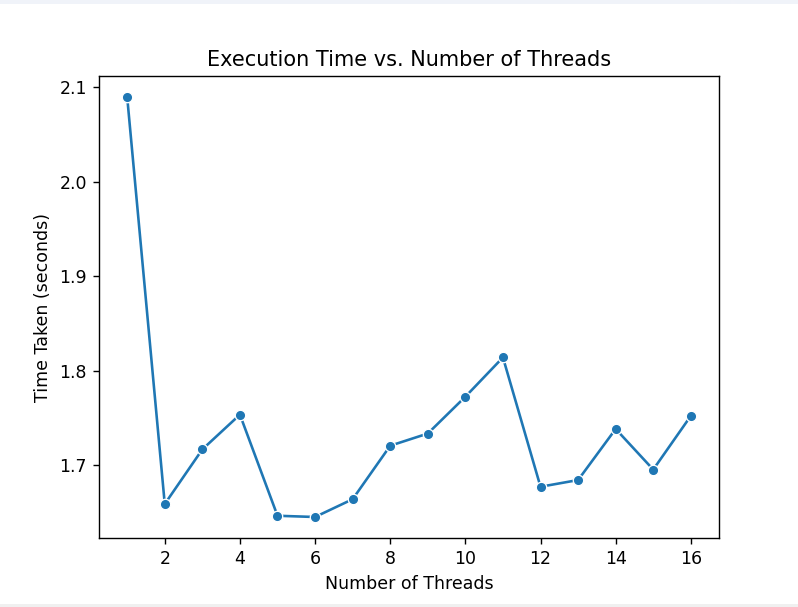 Execution Time vs. Number of Threads
2.1
2.0
1.9
1.8
1.7
Time Taken (seconds)
2 4 6 8 10 12 14 16
Number of Threads